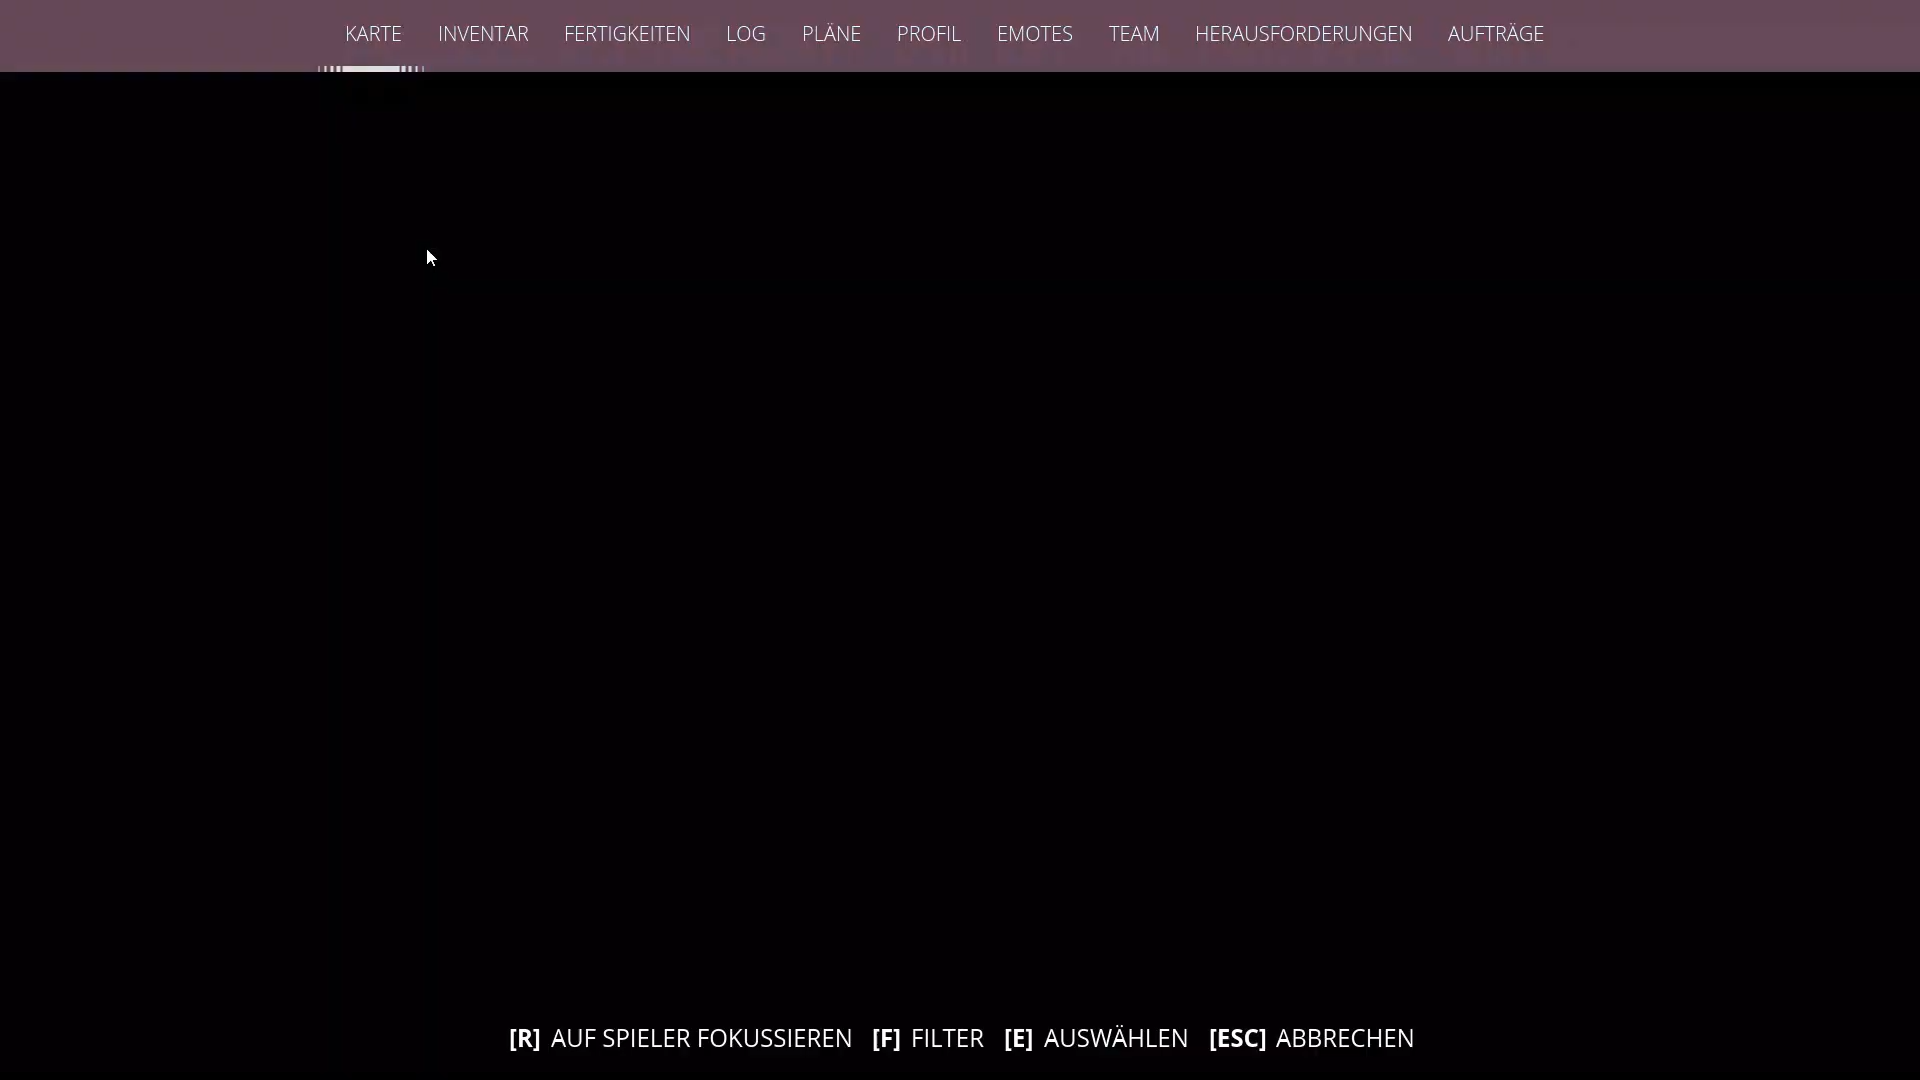 KARTE INVENTAR FERTIGKEITEN LOG PLÄNE PROFIL EMOTES TEAM HERAUSFORDERUNGEN AUFTRÄGE
[R] AUF SPIELER FOKUSSIEREN [F] FILTER [E] AUSWÄHLEN [ESC] ABBRECHEN